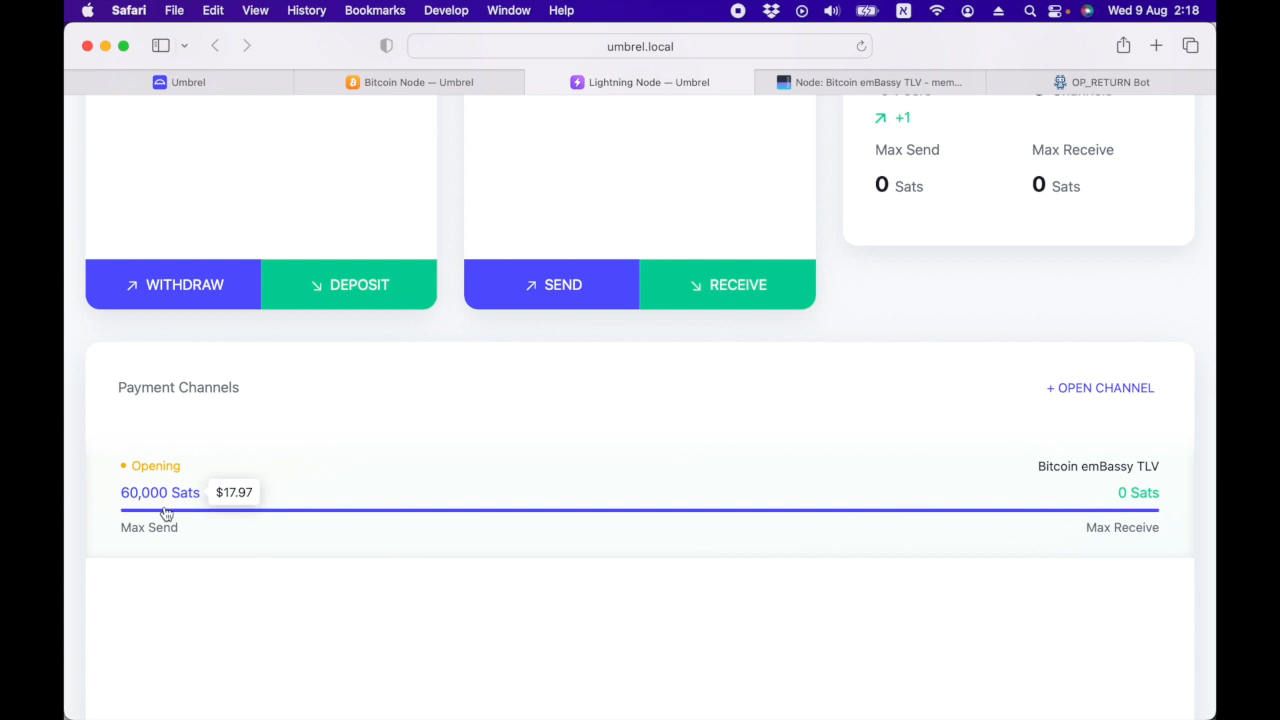 Safari File Edit View History Bookmarks Develop Window Help Wed 9 Aug 2:18
umbrel.local
Umbrel
Bitcoin Node — Umbrel
Lightning Node — Umbrel
Node: Bitcoin emBassy TLV - mem...
OP_RETURN Bot
+1
Max Send Max Receive
0 Sats 0 Sats
WITHDRAW DEPOSIT SEND RECEIVE
Payment Channels + OPEN CHANNEL
Opening Bitcoin emBassy TLV
60,000 Sats $17.97 0 Sats
Max Send Max Receive